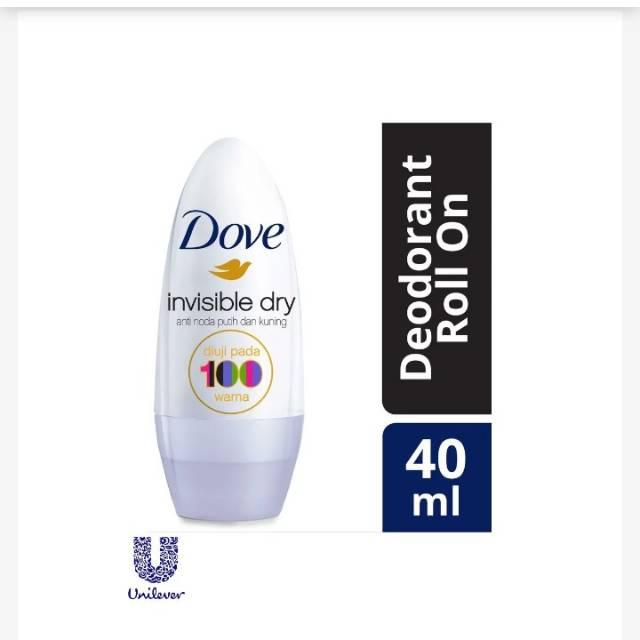 Dove
invisible dry
anti noda putih dan kuning
diuji pada
100
warna
Deodorant
Roll On
40
ml
Unilever